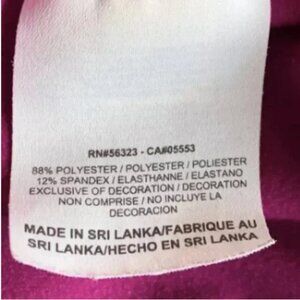 RN#56323 - CA#05553
88% POLYESTER / POLYESTER / POLIESTER
12% SPANDEX / ELASTHANNE / ELASTANO
EXCLUSIVE OF DECORATION / DECORATION
NON COMPRISE / NO INCLUYE LA
DECORACION
MADE IN SRI LANKA/FABRIQUE AU
SRI LANKA/HECHO EN SRI LANKA